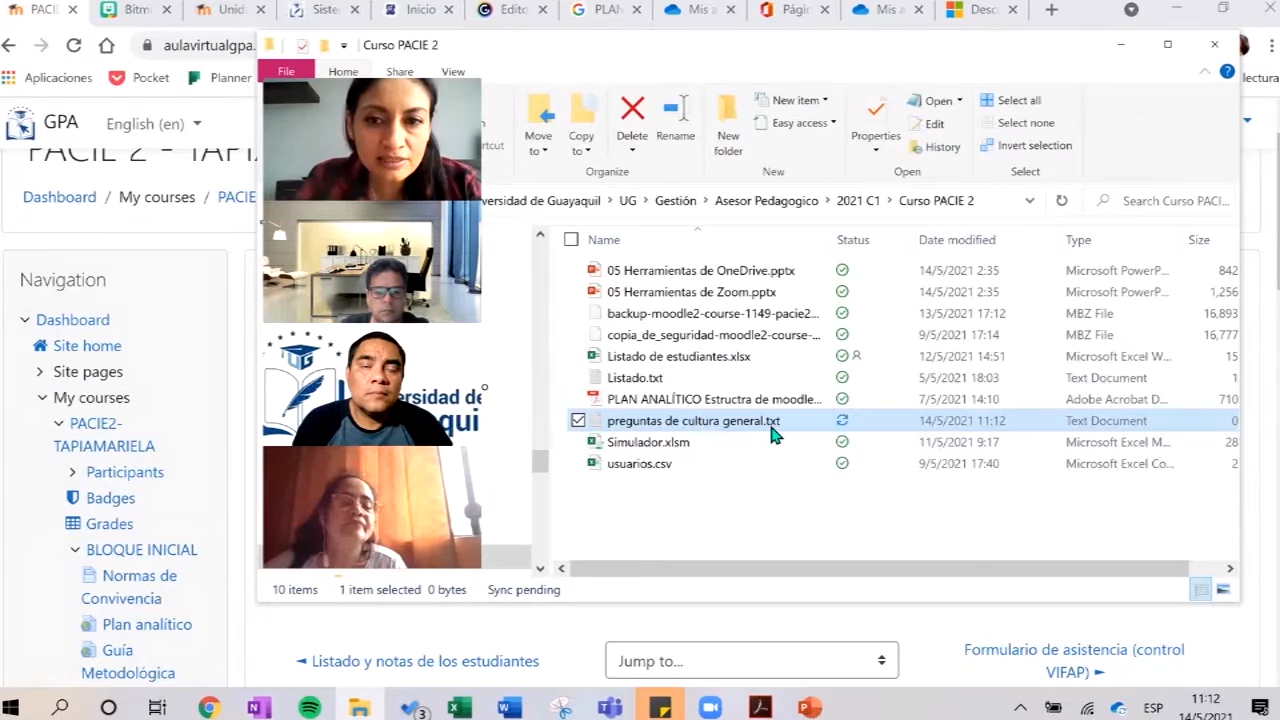 PACIE
Bitm
Unid
Sister
Inicio
Edito
PLAN
Mis a
Págin
Mis a
Desc
aulavirtualgpa.
Curso PACIE 2
Aplicaciones
Pocket
Planner
lectura
File
Home
Share
View
GPA
English (en)
Move
to
Copy
to
Delete
Rename
Organize
New
folder
New item
Easy access
New
Properties
Open
Edit
History
Open
Select all
Select none
Invert selection
Select
Dashboard / My courses / PACIE
versidad de Guayaquil > UG > Gestión > Asesor Pedagogico > 2021 C1 > Curso PACIE 2
Search Curso PACI...
Name Status Date modified Type Size
05 Herramientas de OneDrive.pptx 14/5/2021 2:35 Microsoft PowerP... 842
05 Herramientas de Zoom.pptx 14/5/2021 2:35 Microsoft PowerP... 1,256
backup-moodle2-course-1149-pacie2... 13/5/2021 17:12 MBZ File 16,893
copia_de_seguridad-moodle2-course-... 9/5/2021 17:14 MBZ File 16,777
Listado de estudiantes.xlsx 12/5/2021 14:51 Microsoft Excel W... 13
Listado.txt 5/5/2021 18:03 Text Document 1
PLAN ANALÍTICO Estructra de moodle... 7/5/2021 14:10 Adobe Acrobat D... 710
preguntas de cultura general.txt 14/5/2021 11:12 Text Document 0
Simulador.xlsm 11/5/2021 9:17 Microsoft Excel M... 28
usuarios.csv 9/5/2021 17:40 Microsoft Excel Co... 2
10 items 1 item selected 0 bytes Sync pending
Navigation
Dashboard
Site home
Site pages
My courses
PACIE2-
TAPIAMARIELA
Participants
Badges
Grades
BLOQUE INICIAL
Normas de
Convivencia
Plan analítico
Guía
Metodológica
UG
◄ Listado y notas de los estudiantes
Jump to...
Formulario de asistencia (control
VIFAP) ►
3
ESP
11:12
14/5/2021